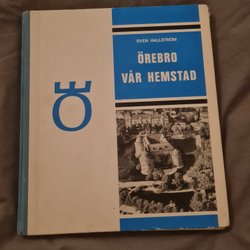 SVEN HALLSTRÖM
ÖREBRO
VÅR HEMSTAD
Ö